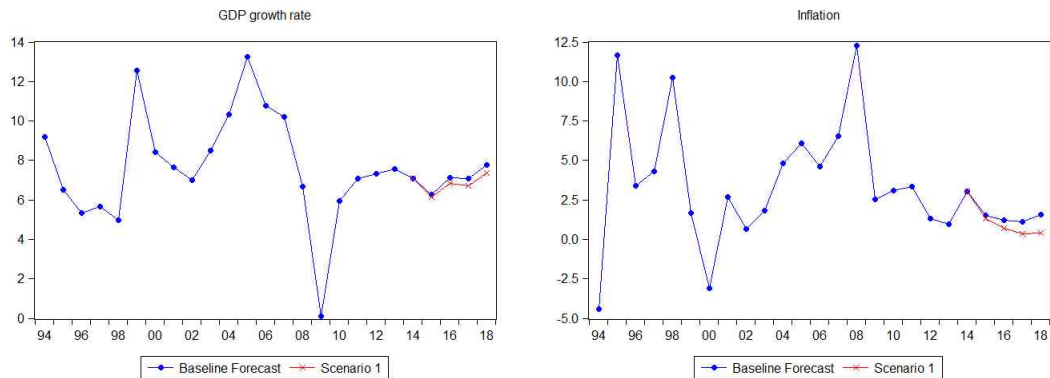 GDP growth rate
14
12
10
8
6
4
2
0
94 96 98 00 02 04 06 08 10 12 14 16 18
Baseline Forecast Scenario 1
Inflation
12.5
10.0
7.5
5.0
2.5
0.0
-2.5
-5.0
94 96 98 00 02 04 06 08 10 12 14 16 18
Baseline Forecast Scenario 1